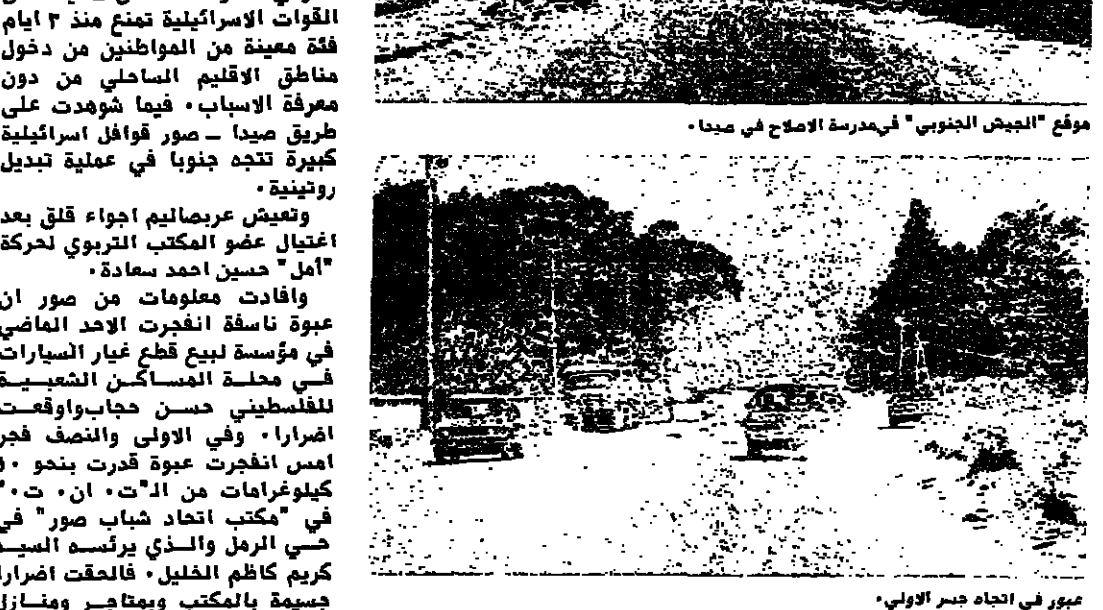 القوات الاسرائيلية تمنع منذ ٣ ايام
فئة معينة من المواطنين من دخول
مناطق الاقليم الساحلي من دون
معرفة الاسباب. فيما شوهدت على
طريق صيدا – صور قوافل اسرائيلية
كبيرة تتجه جنوبا في عملية تبديل
روتينية.
وتعيش عربصاليم اجواء قلق بعد
اغتيال عضو المكتب التربوي لحركة
"أمل" حسين احمد سعادة.
وافادت معلومات من صور ان
عبوة ناسفة انفجرت الاحد الماضي
في مؤسسة لبيع قطع غيار السيارات
في محلة المساكن الشعبية
للفلسطيني حسن حجاب واوقعت
اضرارا. وفي الاولى والنصف فجر
امس انفجرت عبوة قدرت بنحو
كيلوغرامات من الـ"ت. ان. ت."
في "مكتب اتحاد شباب صور" في
حي الرمل والذي يرئسه السيد
كريم كاظم الخليل. فالحقت اضرارا
جسيمة بالمكتب وبمتاجر ومنازل
موقع "الجيش الجنوبي" في مدرسة الاصلاح في صيدا.
عبور في اتجاه جسر الاولي.